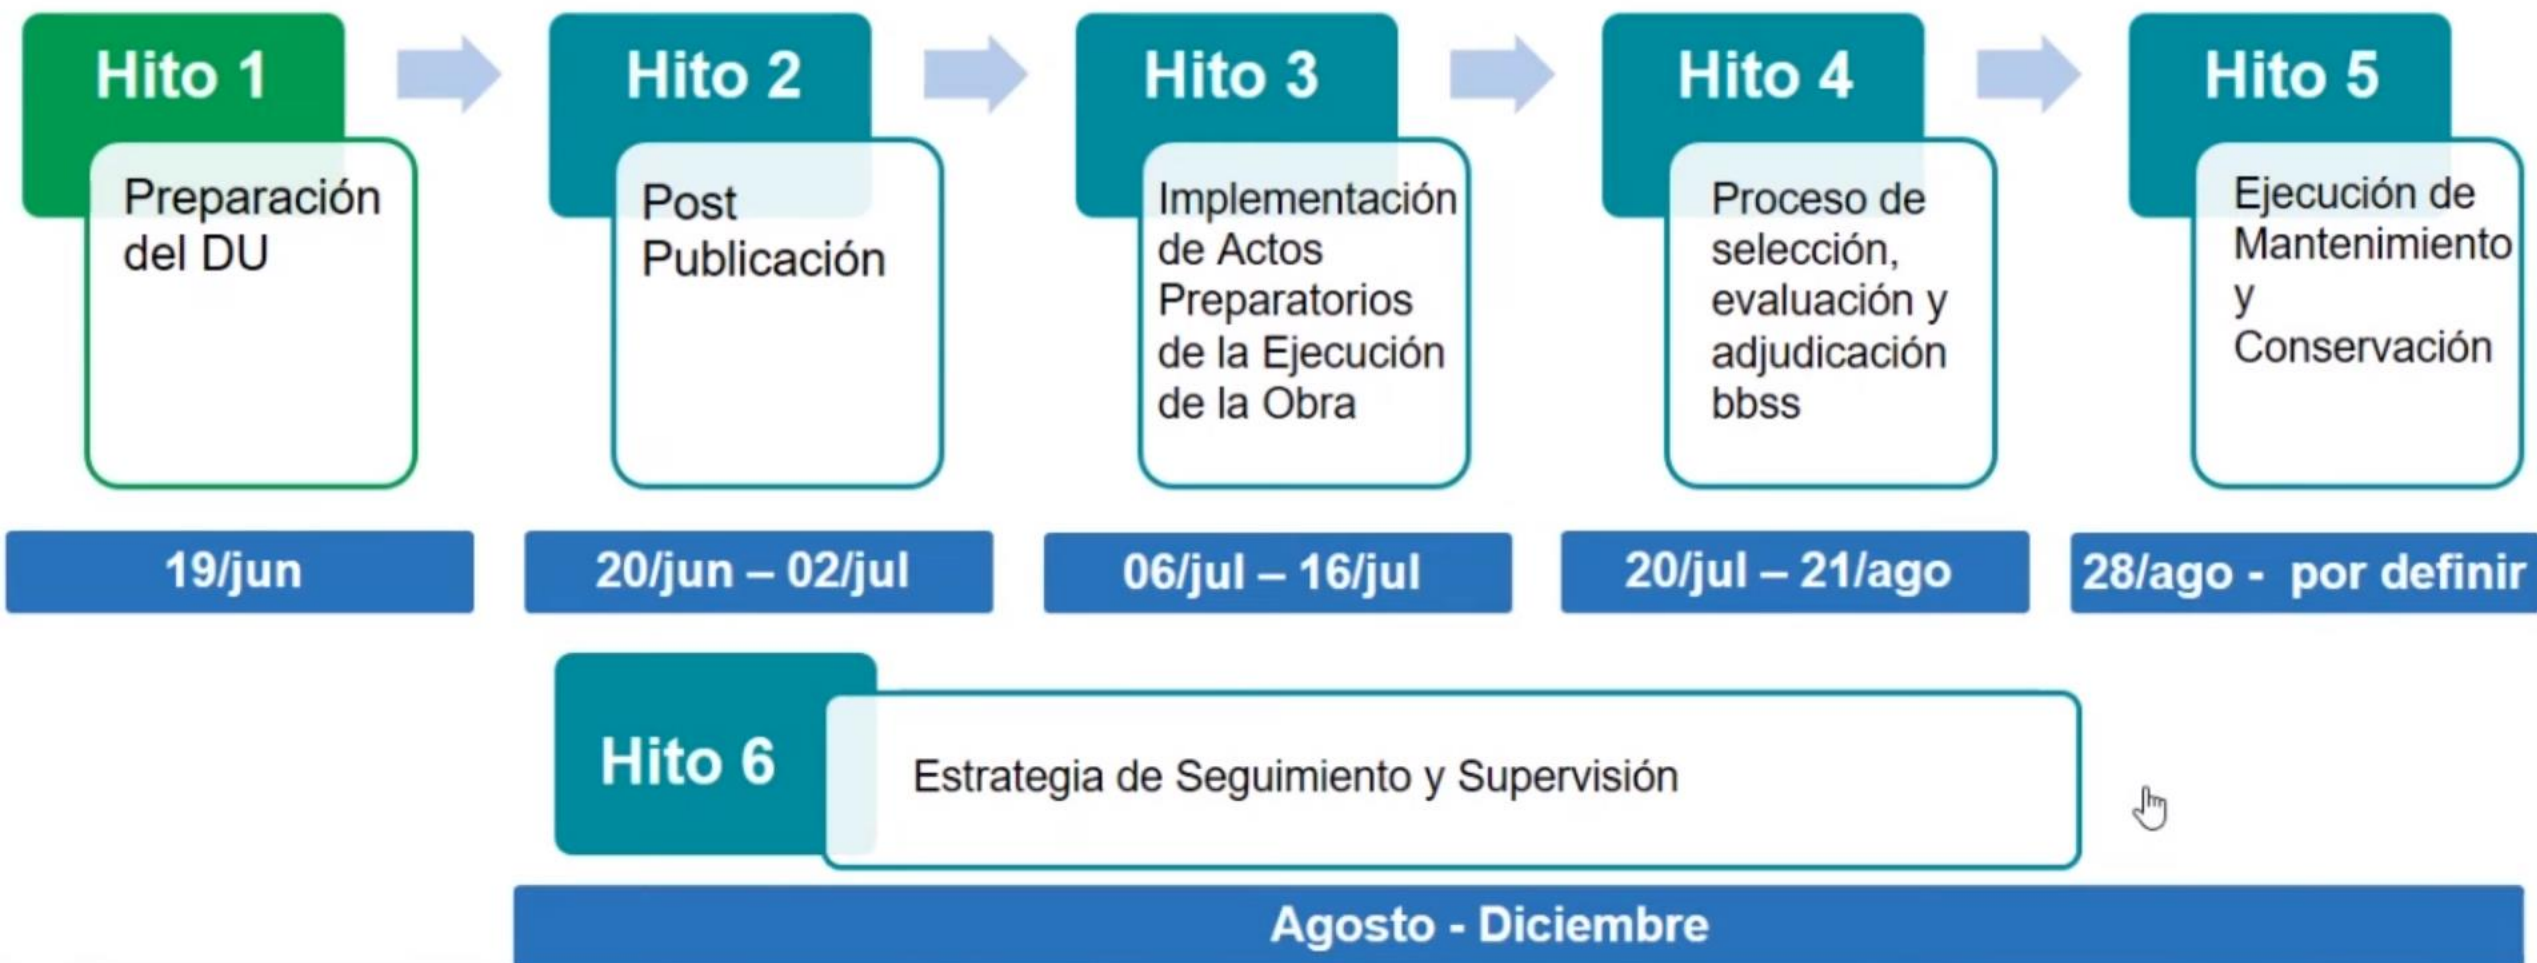 Hito 1
Preparación
del DU
19/jun
Hito 2
Post
Publicación
20/jun – 02/jul
Hito 3
Implementación
de Actos
Preparatorios
de la Ejecución
de la Obra
06/jul – 16/jul
Hito 4
Proceso de
selección,
evaluación y
adjudicación
bbss
20/jul – 21/ago
Hito 5
Ejecución de
Mantenimiento
y
Conservación
28/ago - por definir
Hito 6
Estrategia de Seguimiento y Supervisión
Agosto - Diciembre